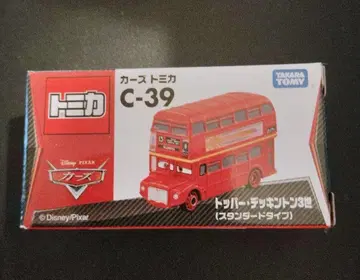 カーズ トミカ
C-39
TAKARA TOMY
トミカ
Disney · PIXAR
カーズ
トッパー・デッキントン3世
(スタンダードタイプ)
© Disney/Pixar